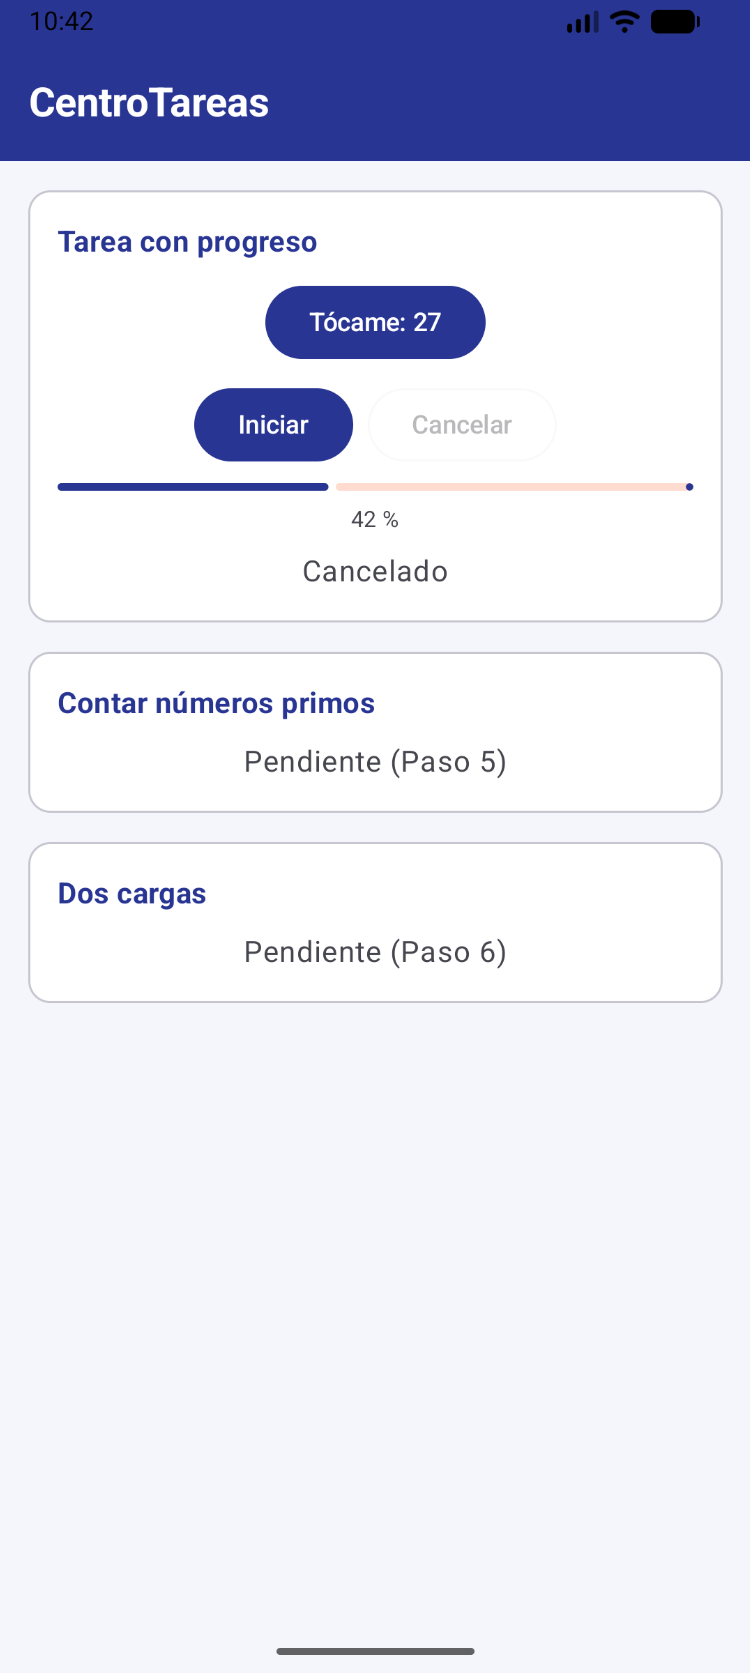 10:42
CentroTareas
Tarea con progreso
Tócame: 27
Iniciar Cancelar
42 %
Cancelado
Contar números primos
Pendiente (Paso 5)
Dos cargas
Pendiente (Paso 6)